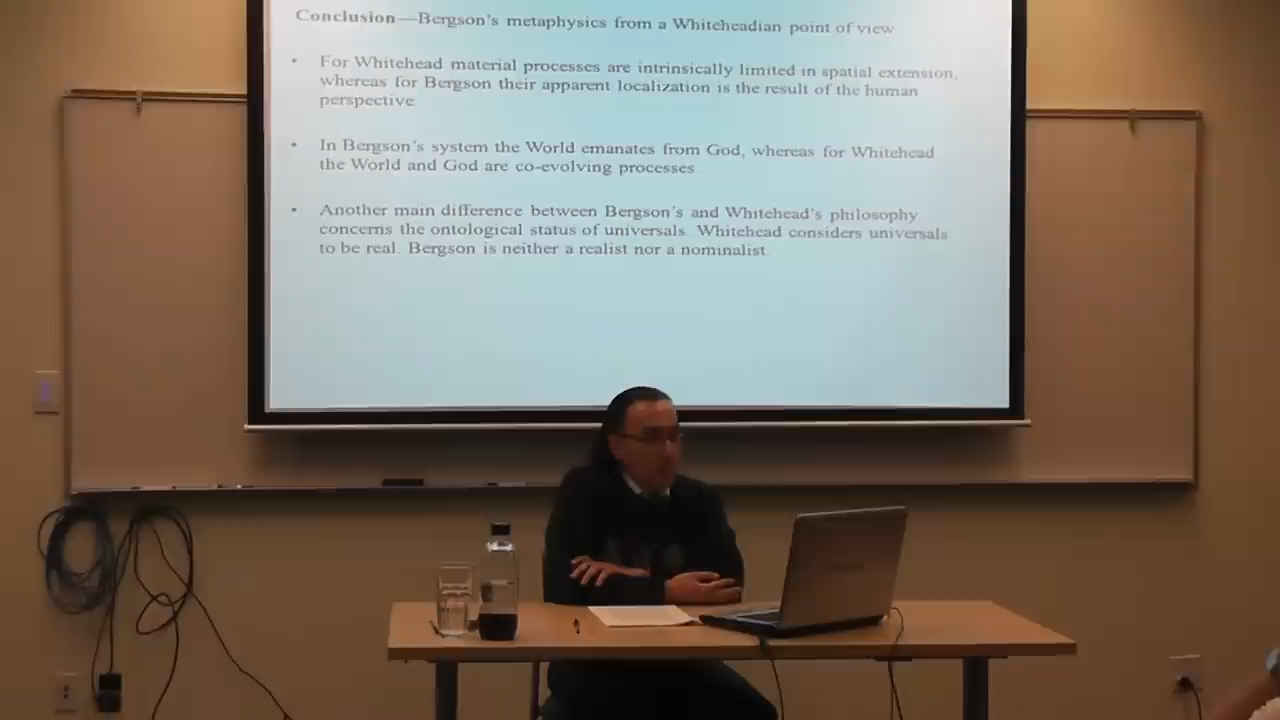 Conclusion—Bergson's metaphysics from a Whiteheadian point of view
• For Whitehead material processes are intrinsically limited in spatial extension,
whereas for Bergson their apparent localization is the result of the human
perspective
• In Bergson's system the World emanates from God, whereas for Whitehead
the World and God are co-evolving processes
• Another main difference between Bergson's and Whitehead's philosophy
concerns the ontological status of universals. Whitehead considers universals
to be real. Bergson is neither a realist nor a nominalist